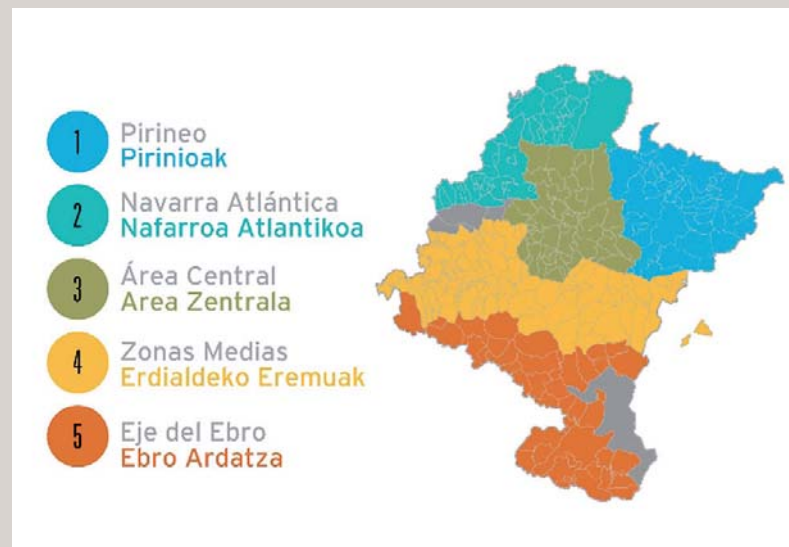 1
Pirineo
Pirinioak
2
Navarra Atlántica
Nafarroa Atlantikoa
3
Área Central
Area Zentrala
4
Zonas Medias
Erdialdeko Eremuak
5
Eje del Ebro
Ebro Ardatza